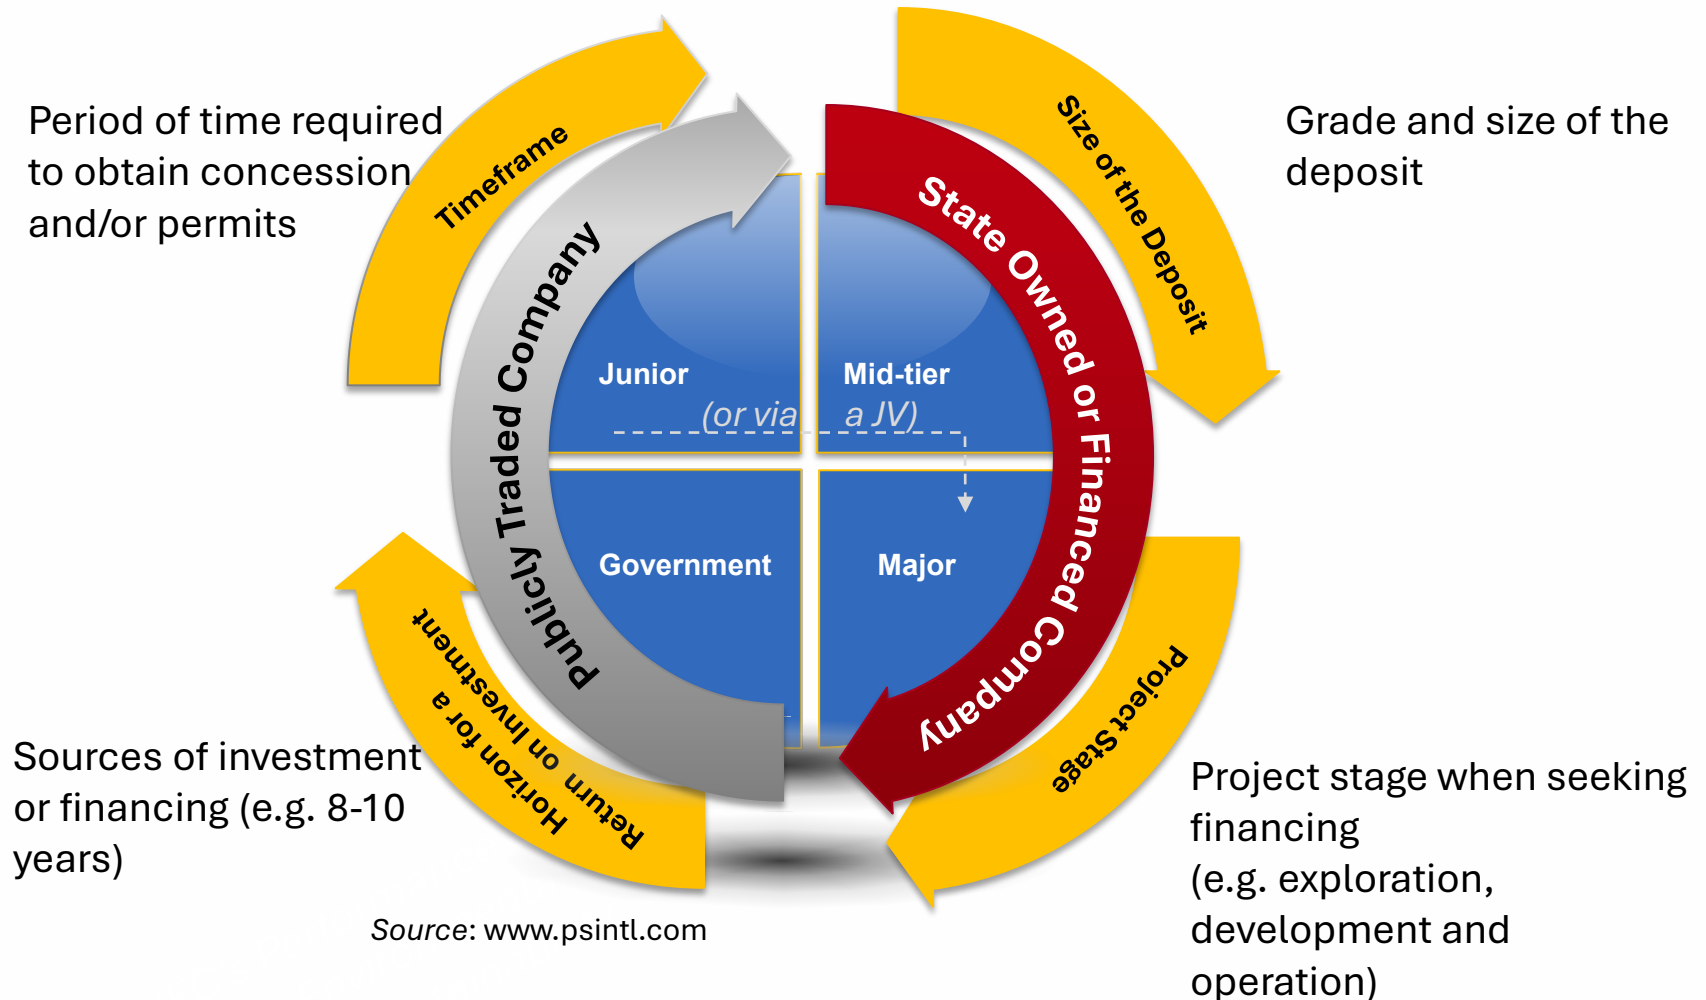 Period of time required
to obtain concession
and/or permits
Timeframe
Size of the Deposit
Grade and size of the
deposit
Publicly Traded Company
State Owned or Financed Company
Junior
Mid-tier
(or via a JV)
Government
Major
Horizon for a
Return on Investment
Project Stage
Sources of investment
or financing (e.g. 8-10
years)
Project stage when seeking
financing
(e.g. exploration,
development and
operation)
Source: www.psintl.com